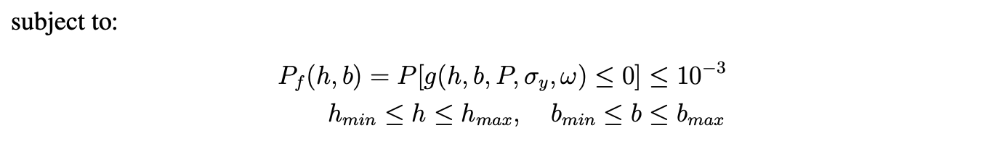 subject to:
P_f(h, b) = P[g(h, b, P, σ_y, ω) ≤ 0] ≤ 10^{-3}
h_{min} ≤ h ≤ h_{max}, b_{min} ≤ b ≤ b_{max}